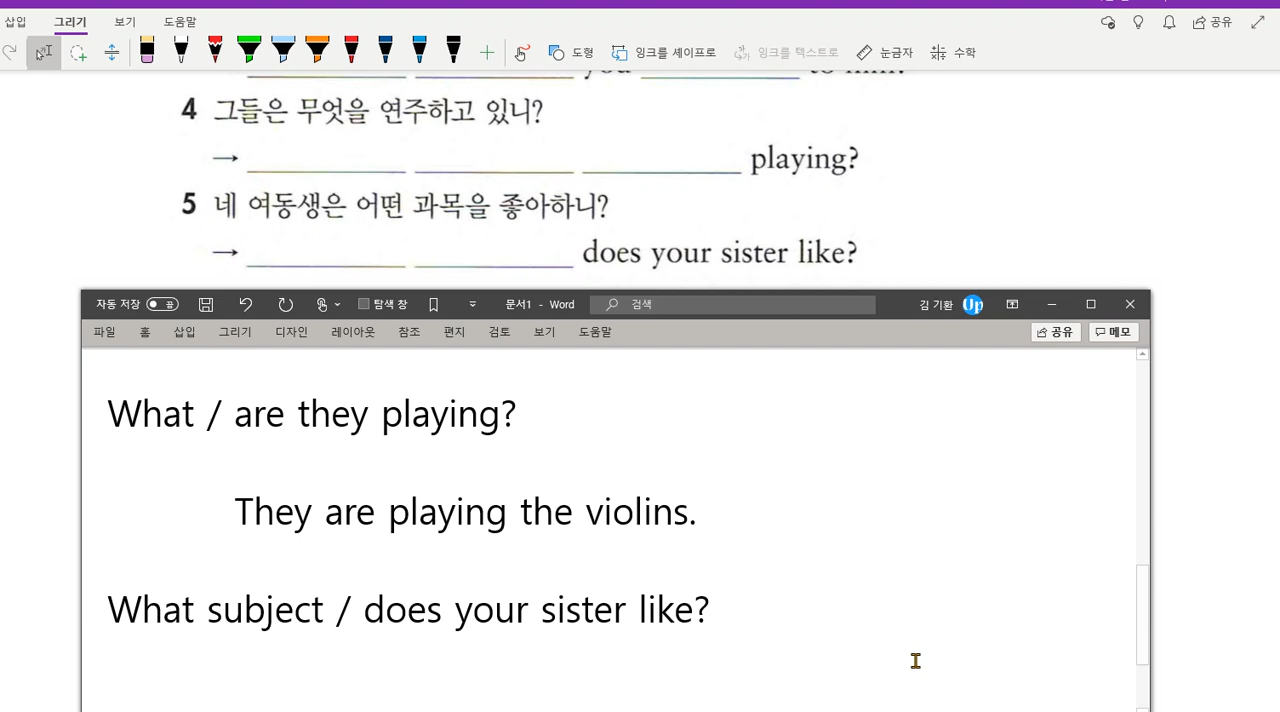 삽입 그리기 보기 도움말 공유
도형 잉크를 셰이프로 잉크를 텍스트로 눈금자 수학
you to him?
4 그들은 무엇을 연주하고 있니?
→ playing?
5 네 여동생은 어떤 과목을 좋아하니?
→ does your sister like?
자동 저장 끔 탐색 창 문서1 - Word 검색 김 기환 Up
파일 홈 삽입 그리기 디자인 레이아웃 참조 편지 검토 보기 도움말 공유 메모
What / are they playing?
They are playing the violins.
What subject / does your sister like?